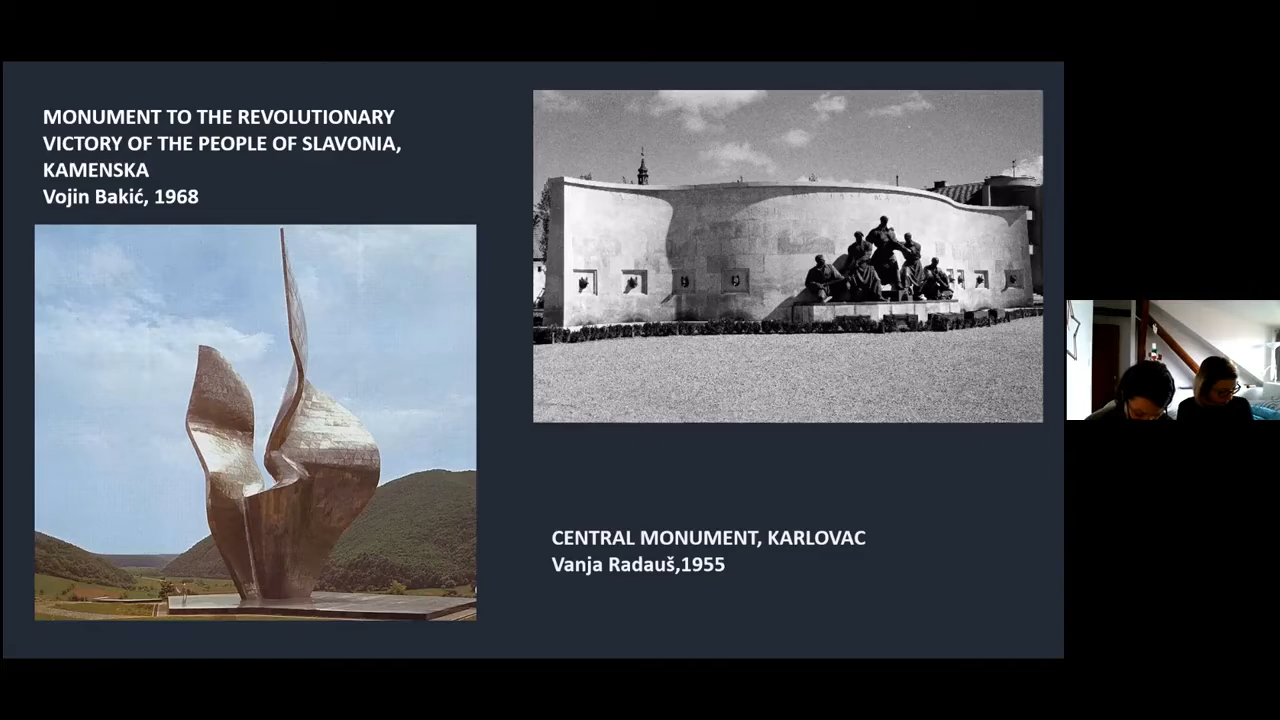 MONUMENT TO THE REVOLUTIONARY
VICTORY OF THE PEOPLE OF SLAVONIA,
KAMENSKA
Vojin Bakić, 1968
CENTRAL MONUMENT, KARLOVAC
Vanja Radauš,1955